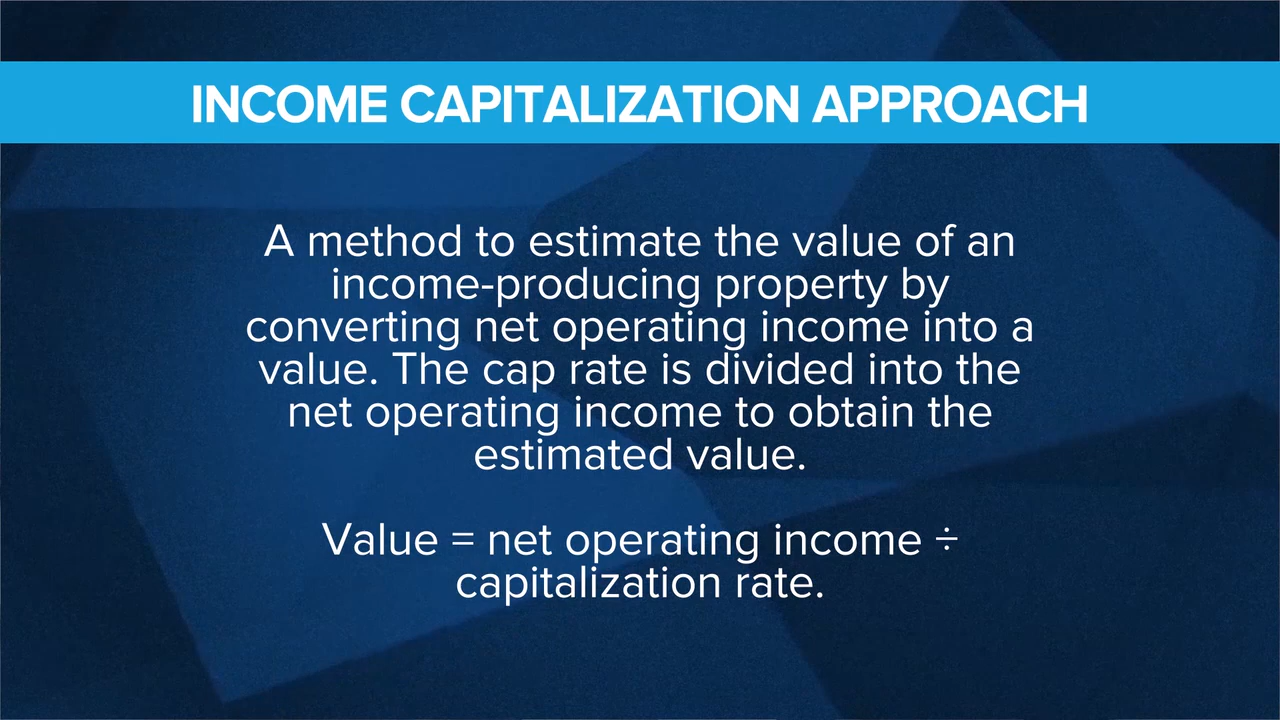 INCOME CAPITALIZATION APPROACH
A method to estimate the value of an
income-producing property by
converting net operating income into a
value. The cap rate is divided into the
net operating income to obtain the
estimated value.
Value = net operating income ÷
capitalization rate.